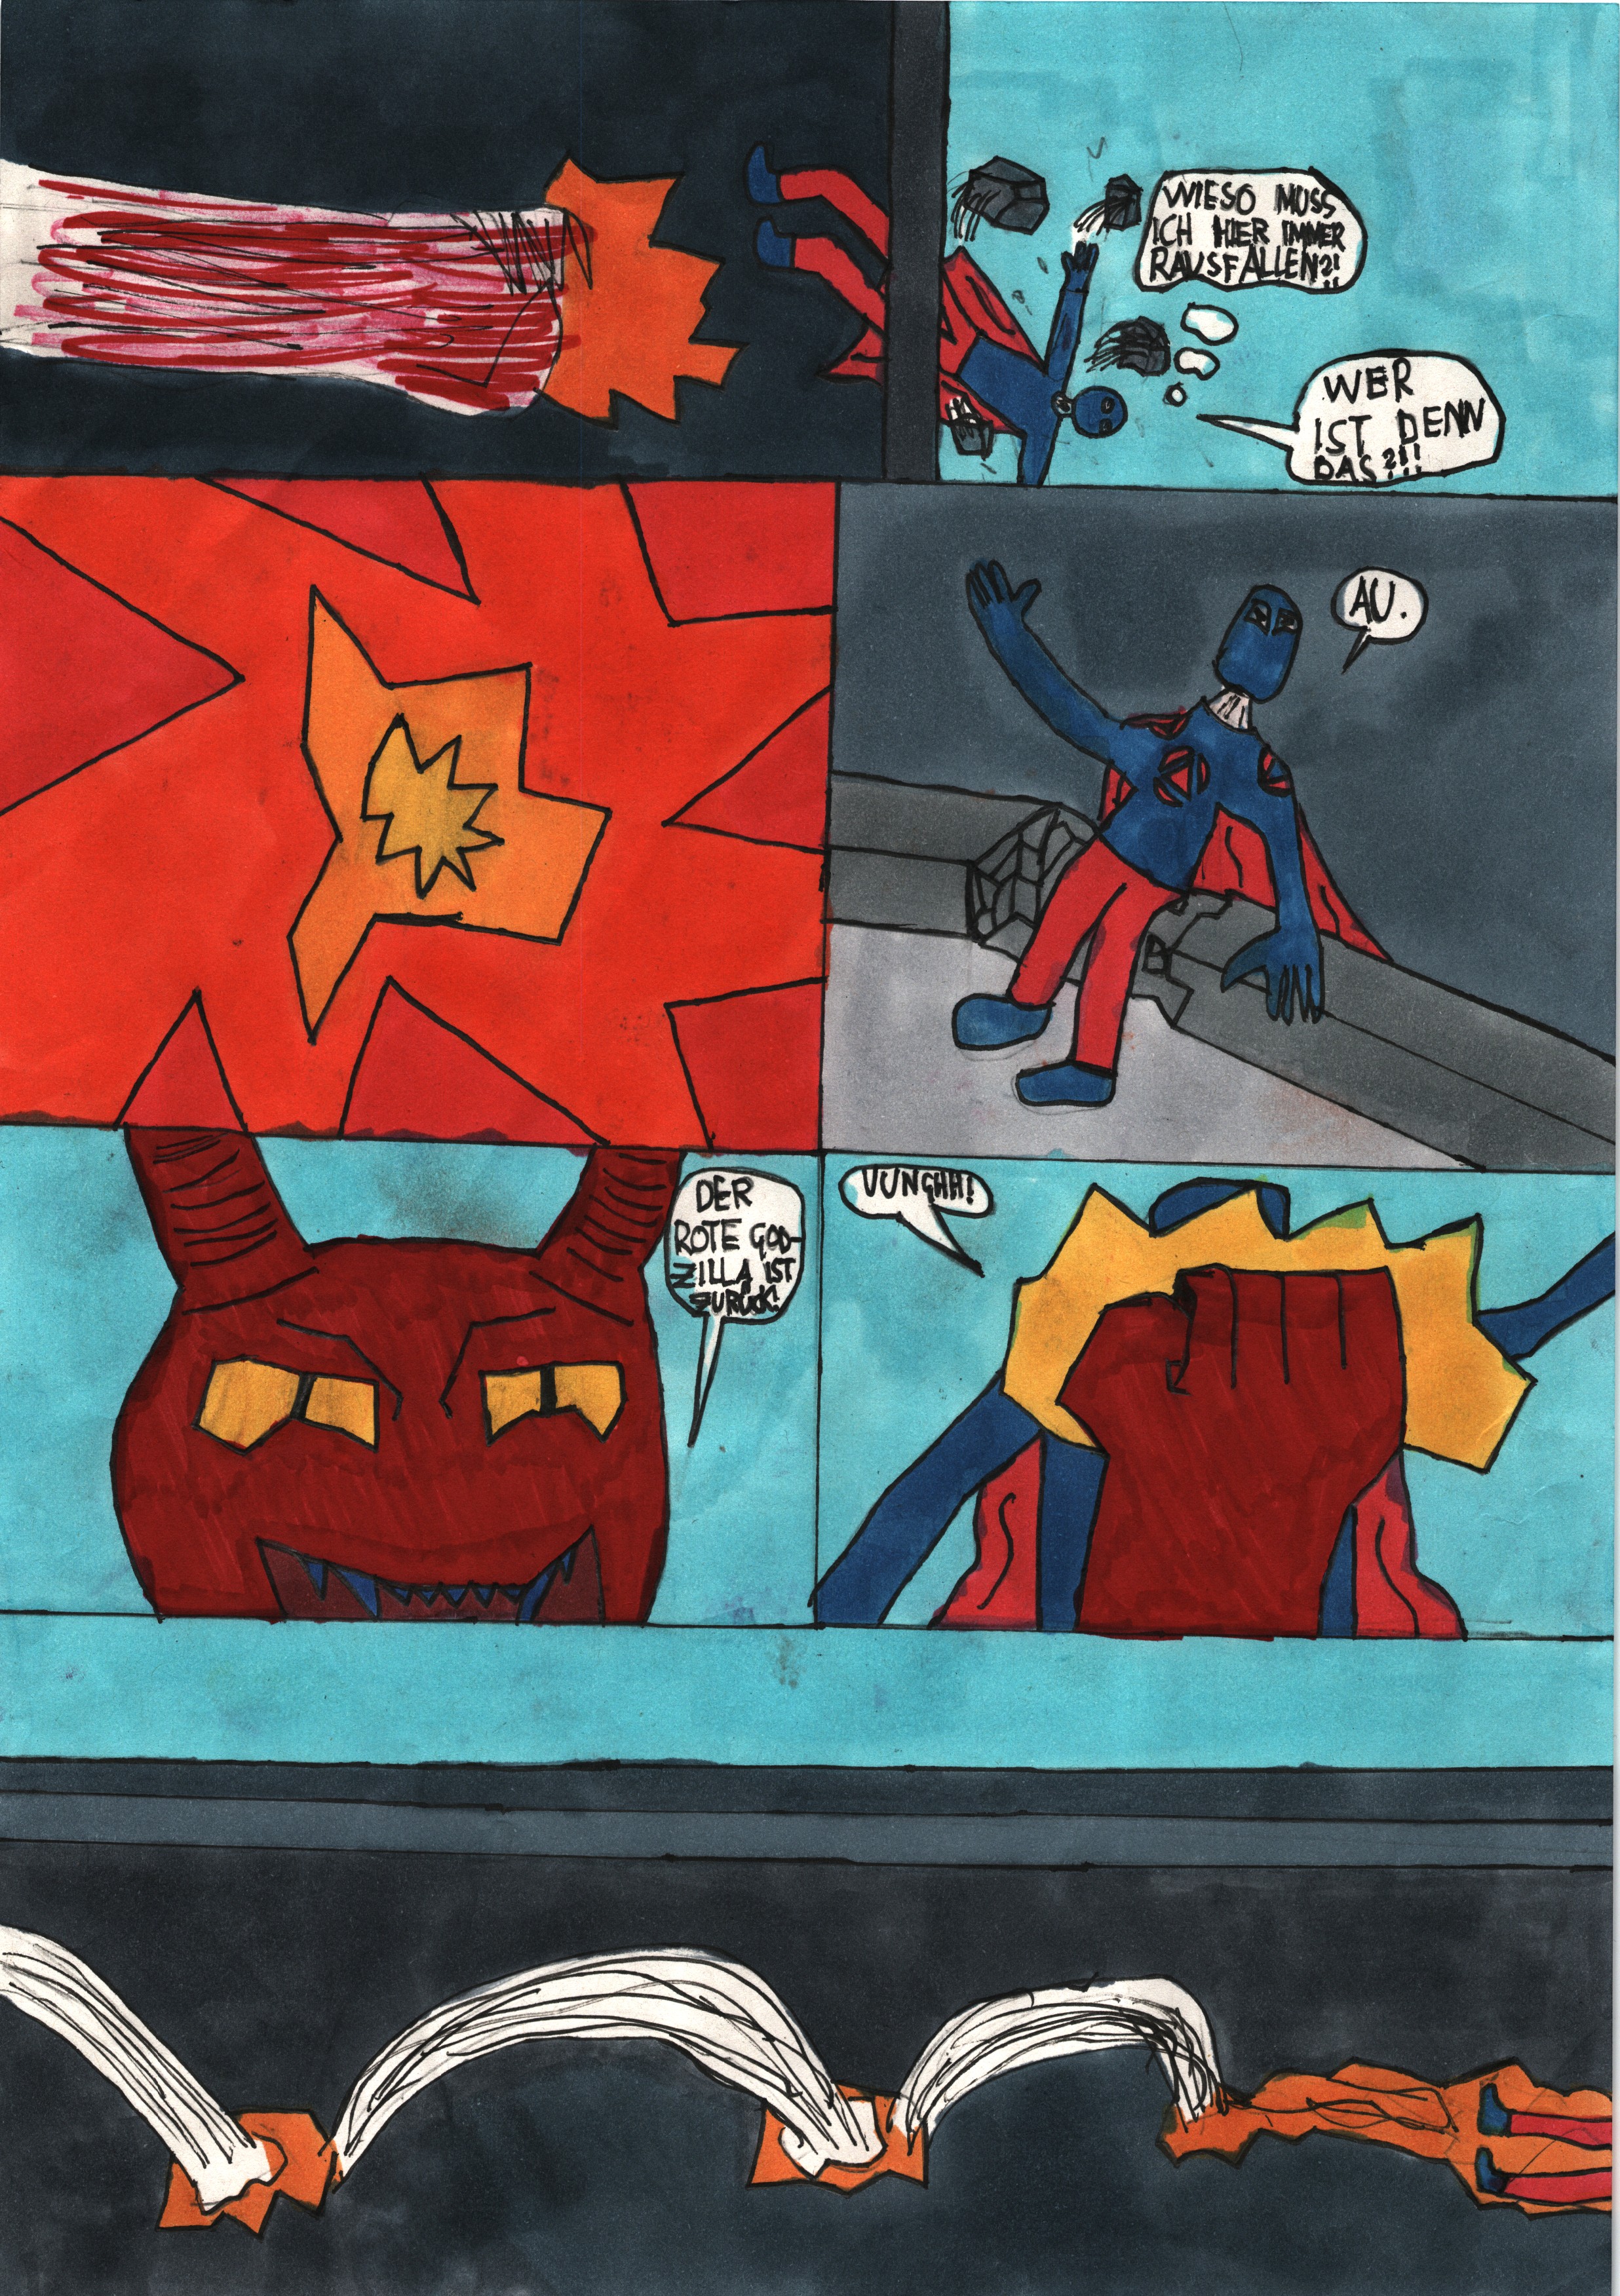 WIESO MUSS
ICH HIER IMMER
RAUSFALLEN?!
WER
IST DENN
DAS?!!
AU.
DER
ROTE GOD-
ZILLA IST
ZURÜCK!
UUNGHH!